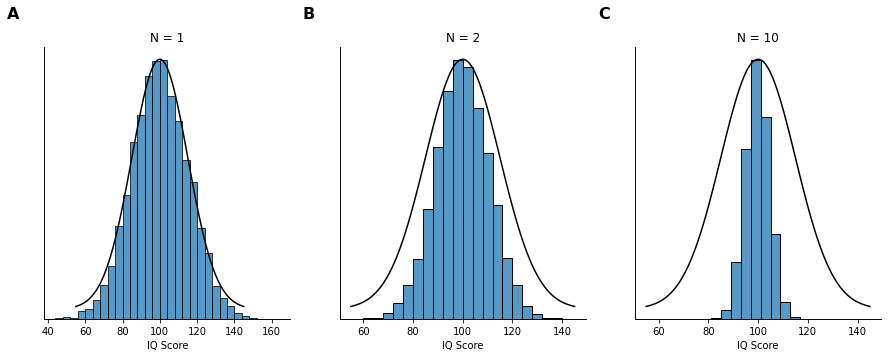 A
B
C
N = 1
N = 2
N = 10
40 60 80 100 120 140 160
60 80 100 120 140
60 80 100 120 140
IQ Score
IQ Score
IQ Score